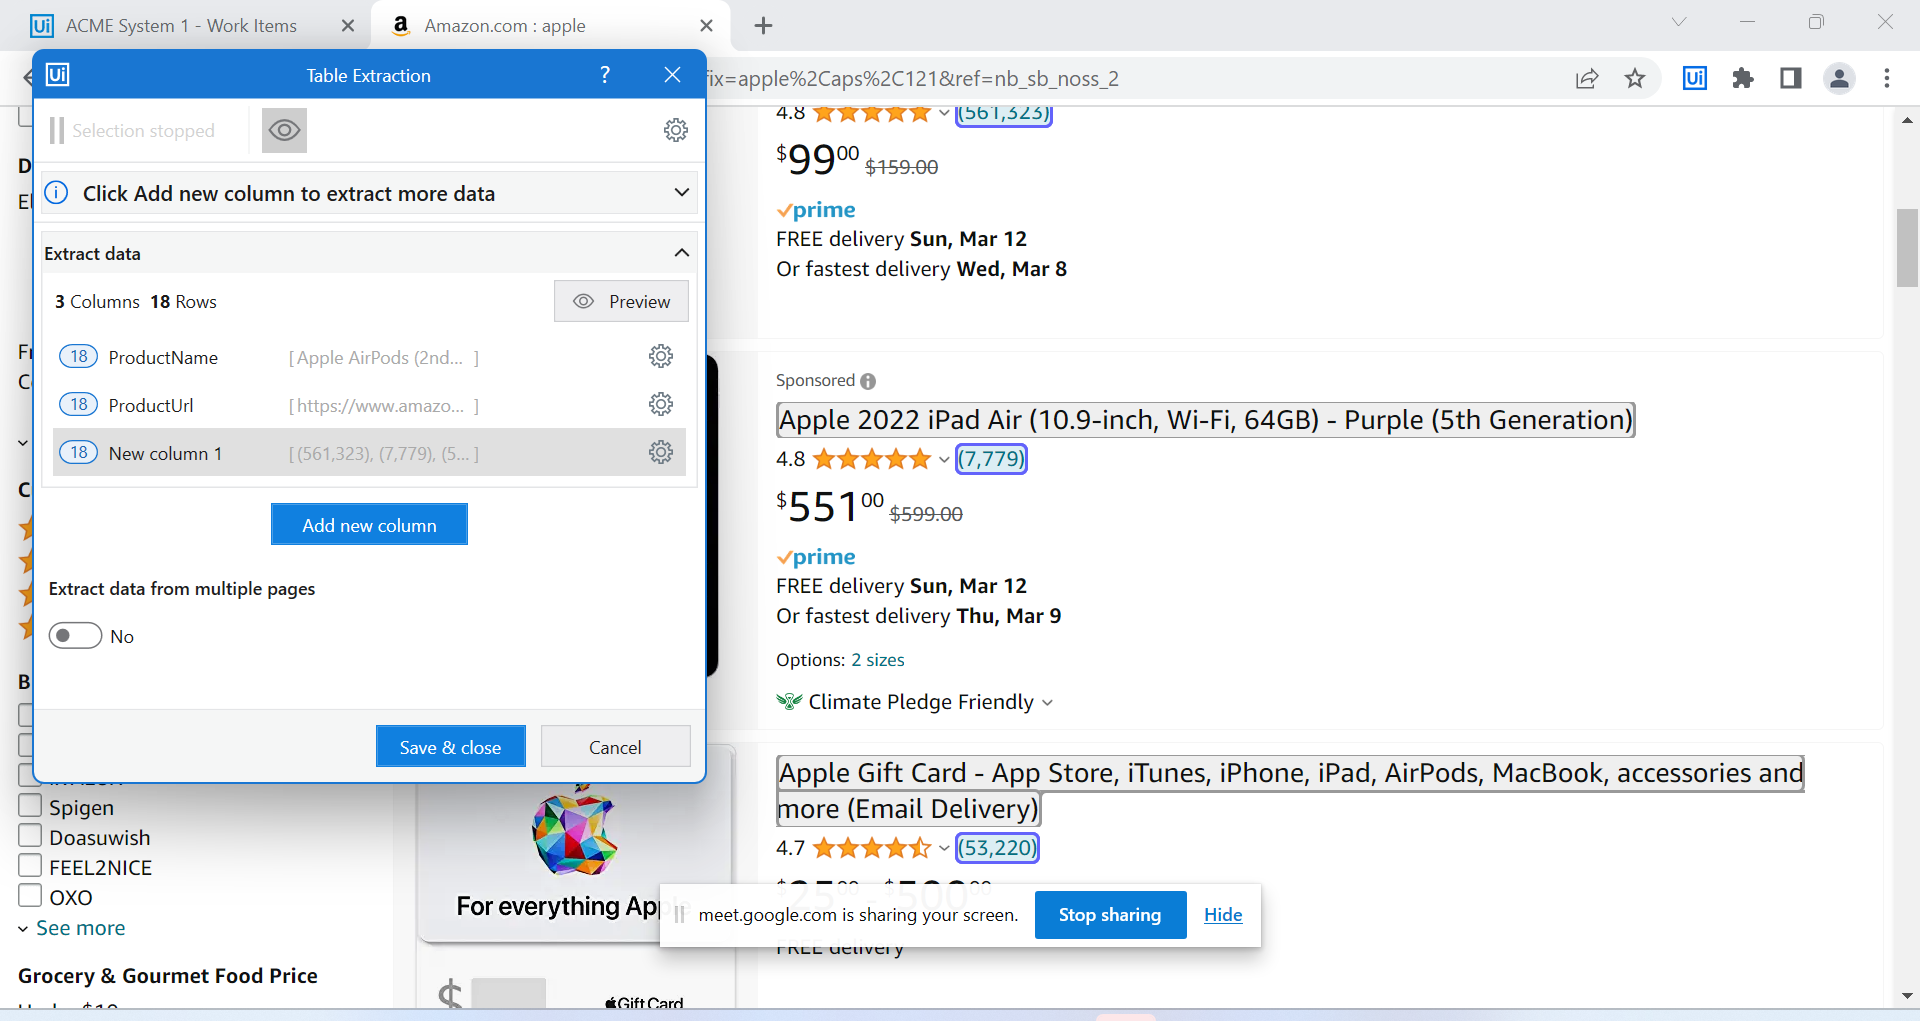 ACME System 1 - Work Items
Amazon.com : apple
Table Extraction
?
fix=apple%2Caps%2C121&ref=nb_sb_noss_2
Selection stopped
Click Add new column to extract more data
Extract data
3 Columns 18 Rows
Preview
18 ProductName [Apple AirPods (2nd... ]
18 ProductUrl [https://www.amazo... ]
18 New column 1 [(561,323), (7,779), (5... ]
Add new column
Extract data from multiple pages
No
Save & close
Cancel
Spigen
Doasuwish
FEEL2NICE
OXO
See more
Grocery & Gourmet Food Price
For everything App
$
Gift Card
4.8 (561,323)
$99 00 $159.00
prime
FREE delivery Sun, Mar 12
Or fastest delivery Wed, Mar 8
Sponsored
Apple 2022 iPad Air (10.9-inch, Wi-Fi, 64GB) - Purple (5th Generation)
4.8 (7,779)
$551 00 $599.00
prime
FREE delivery Sun, Mar 12
Or fastest delivery Thu, Mar 9
Options: 2 sizes
Climate Pledge Friendly
Apple Gift Card - App Store, iTunes, iPhone, iPad, AirPods, MacBook, accessories and
more (Email Delivery)
4.7 (53,220)
$25 00 - $500 00
meet.google.com is sharing your screen.
Stop sharing
Hide
FREE delivery